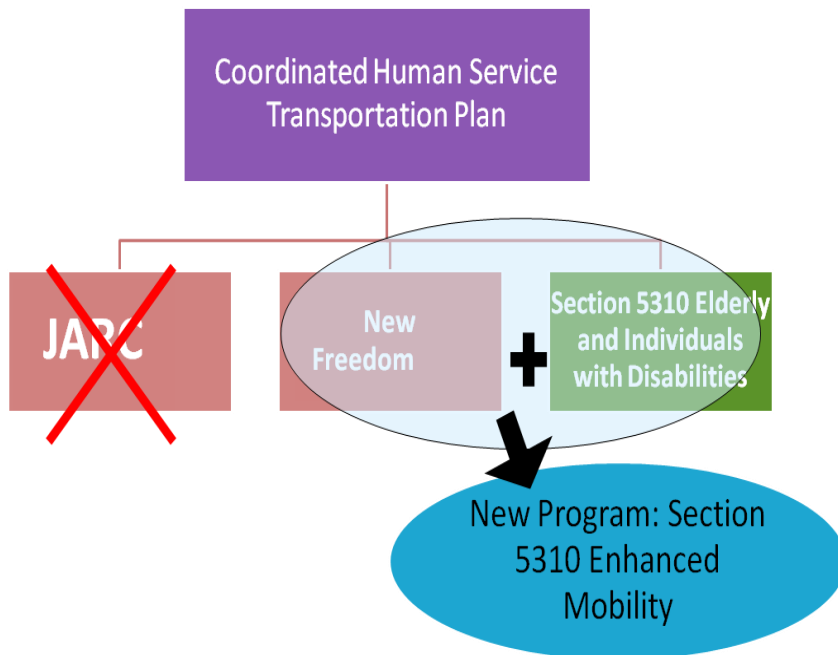 Coordinated Human Service
Transportation Plan
JARC
New
Freedom
+
Section 5310 Elderly
and Individuals
with Disabilities
New Program: Section
5310 Enhanced
Mobility